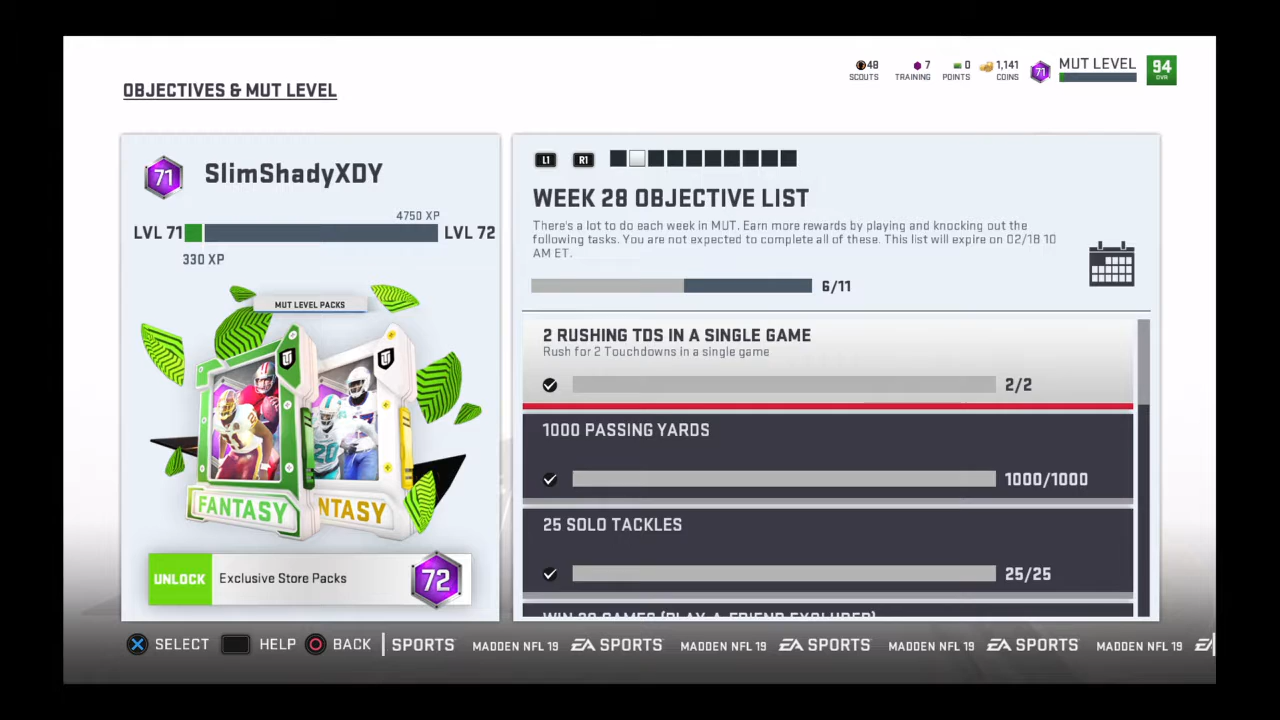 48
SCOUTS
7
TRAINING
0
POINTS
1,141
COINS
71
MUT LEVEL
94
OVR
OBJECTIVES & MUT LEVEL
71
SlimShadyXDY
4750 XP
LVL 71
LVL 72
330 XP
MUT LEVEL PACKS
FANTASY
NTASY
UNLOCK
Exclusive Store Packs
72
L1
R1
WEEK 28 OBJECTIVE LIST
There's a lot to do each week in MUT. Earn more rewards by playing and knocking out the
following tasks. You are not expected to complete all of these. This list will expire on 02/18 10
AM ET.
6/11
2 RUSHING TDS IN A SINGLE GAME
Rush for 2 Touchdowns in a single game
2/2
1000 PASSING YARDS
1000/1000
25 SOLO TACKLES
25/25
SELECT
HELP
BACK
SPORTS
MADDEN NFL 19
EA SPORTS
MADDEN NFL 19
EA SPORTS
MADDEN NFL 19
EA SPORTS
MADDEN NFL 19